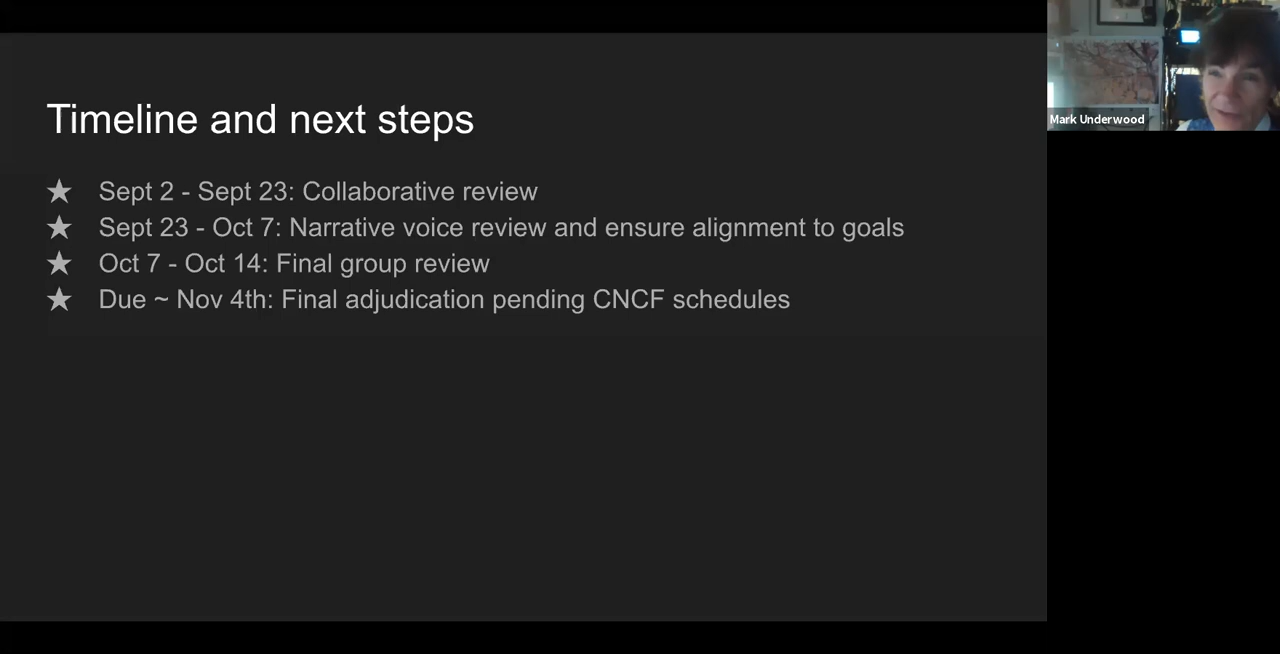 Timeline and next steps
★ Sept 2 - Sept 23: Collaborative review
★ Sept 23 - Oct 7: Narrative voice review and ensure alignment to goals
★ Oct 7 - Oct 14: Final group review
★ Due ~ Nov 4th: Final adjudication pending CNCF schedules
Mark Underwood